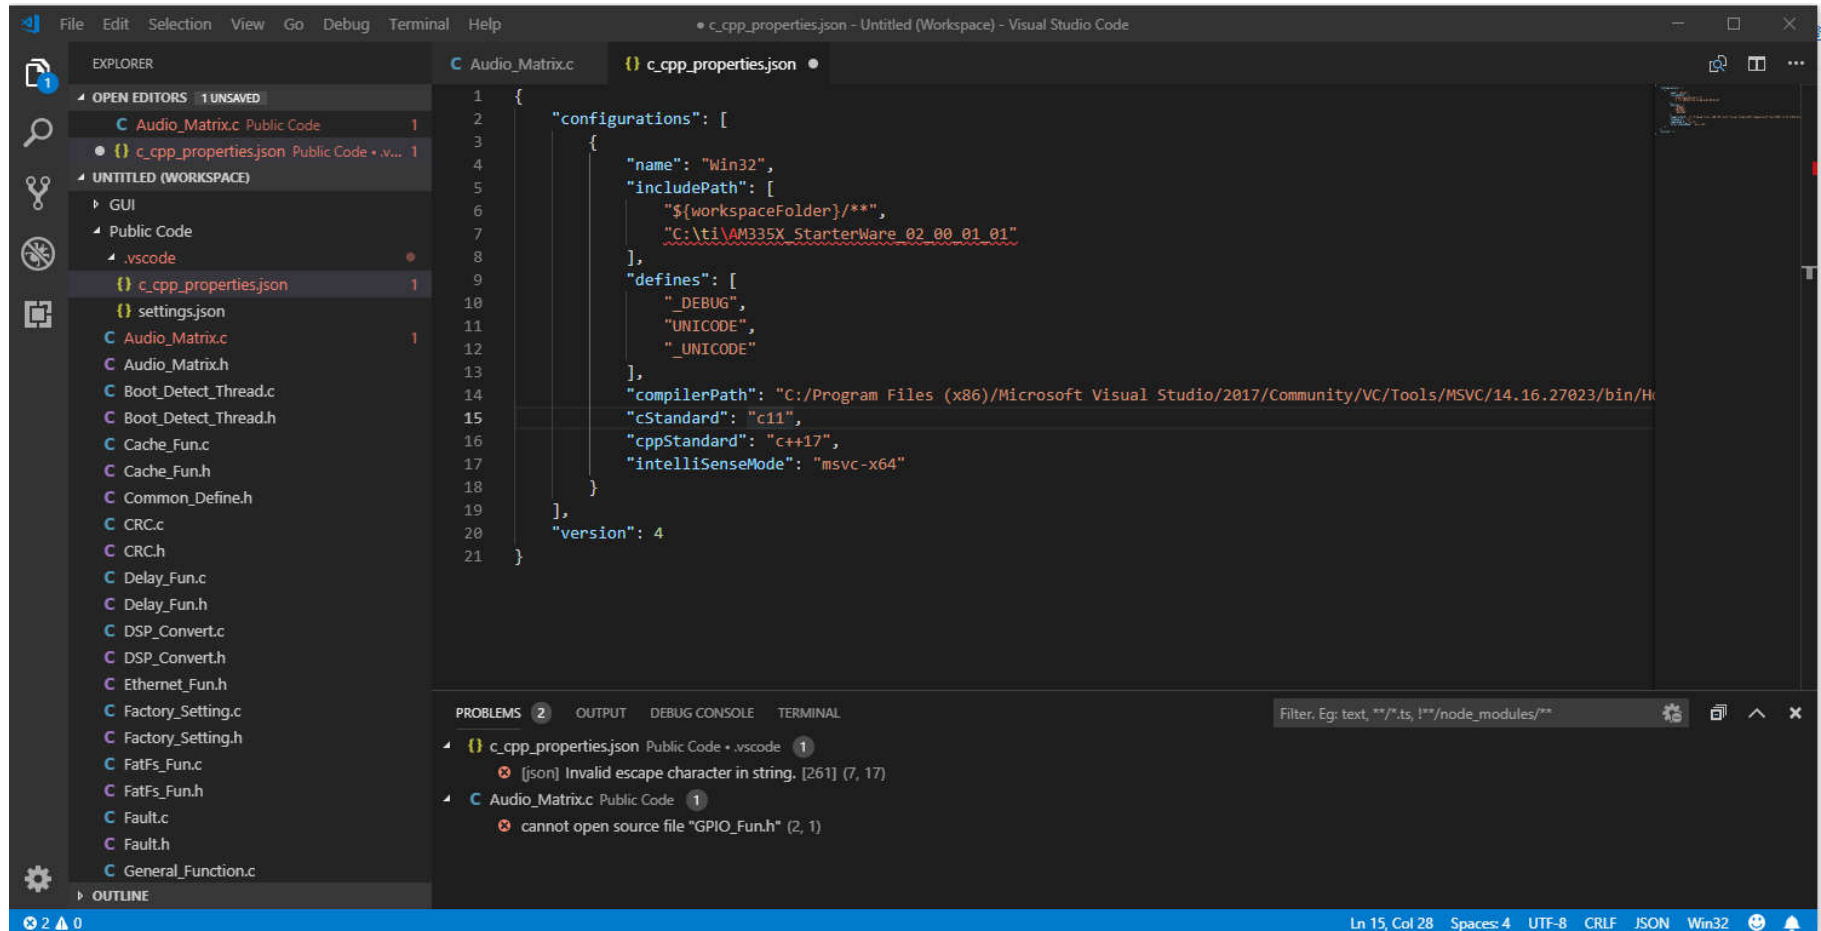 File Edit Selection View Go Debug Terminal Help
● c_cpp_properties.json - Untitled (Workspace) - Visual Studio Code
1
EXPLORER
OPEN EDITORS 1 UNSAVED
C Audio_Matrix.c Public Code 1
● {} c_cpp_properties.json Public Code • .v... 1
UNTITLED (WORKSPACE)
GUI
Public Code
.vscode
{} c_cpp_properties.json 1
{} settings.json
C Audio_Matrix.c 1
C Audio_Matrix.h
C Boot_Detect_Thread.c
C Boot_Detect_Thread.h
C Cache_Fun.c
C Cache_Fun.h
C Common_Define.h
C CRC.c
C CRC.h
C Delay_Fun.c
C Delay_Fun.h
C DSP_Convert.c
C DSP_Convert.h
C Ethernet_Fun.h
C Factory_Setting.c
C Factory_Setting.h
C FatFs_Fun.c
C FatFs_Fun.h
C Fault.c
C Fault.h
C General_Function.c
OUTLINE
C Audio_Matrix.c {} c_cpp_properties.json ●
1 {
2 "configurations": [
3 {
4 "name": "Win32",
5 "includePath": [
6 "${workspaceFolder}/**",
7 "C:\ti\AM335X_StarterWare_02_00_01_01"
8 ],
9 "defines": [
10 "_DEBUG",
11 "UNICODE",
12 "_UNICODE"
13 ],
14 "compilerPath": "C:/Program Files (x86)/Microsoft Visual Studio/2017/Community/VC/Tools/MSVC/14.16.27023/bin/Ho
15 "cStandard": "c11",
16 "cppStandard": "c++17",
17 "intelliSenseMode": "msvc-x64"
18 }
19 ],
20 "version": 4
21 }
PROBLEMS 2 OUTPUT DEBUG CONSOLE TERMINAL
Filter. Eg: text, **/*.ts, !**/node_modules/**
{} c_cpp_properties.json Public Code • .vscode 1
[json] Invalid escape character in string. [261] (7, 17)
C Audio_Matrix.c Public Code 1
cannot open source file "GPIO_Fun.h" (2, 1)
2 0
Ln 15, Col 28 Spaces: 4 UTF-8 CRLF JSON Win32